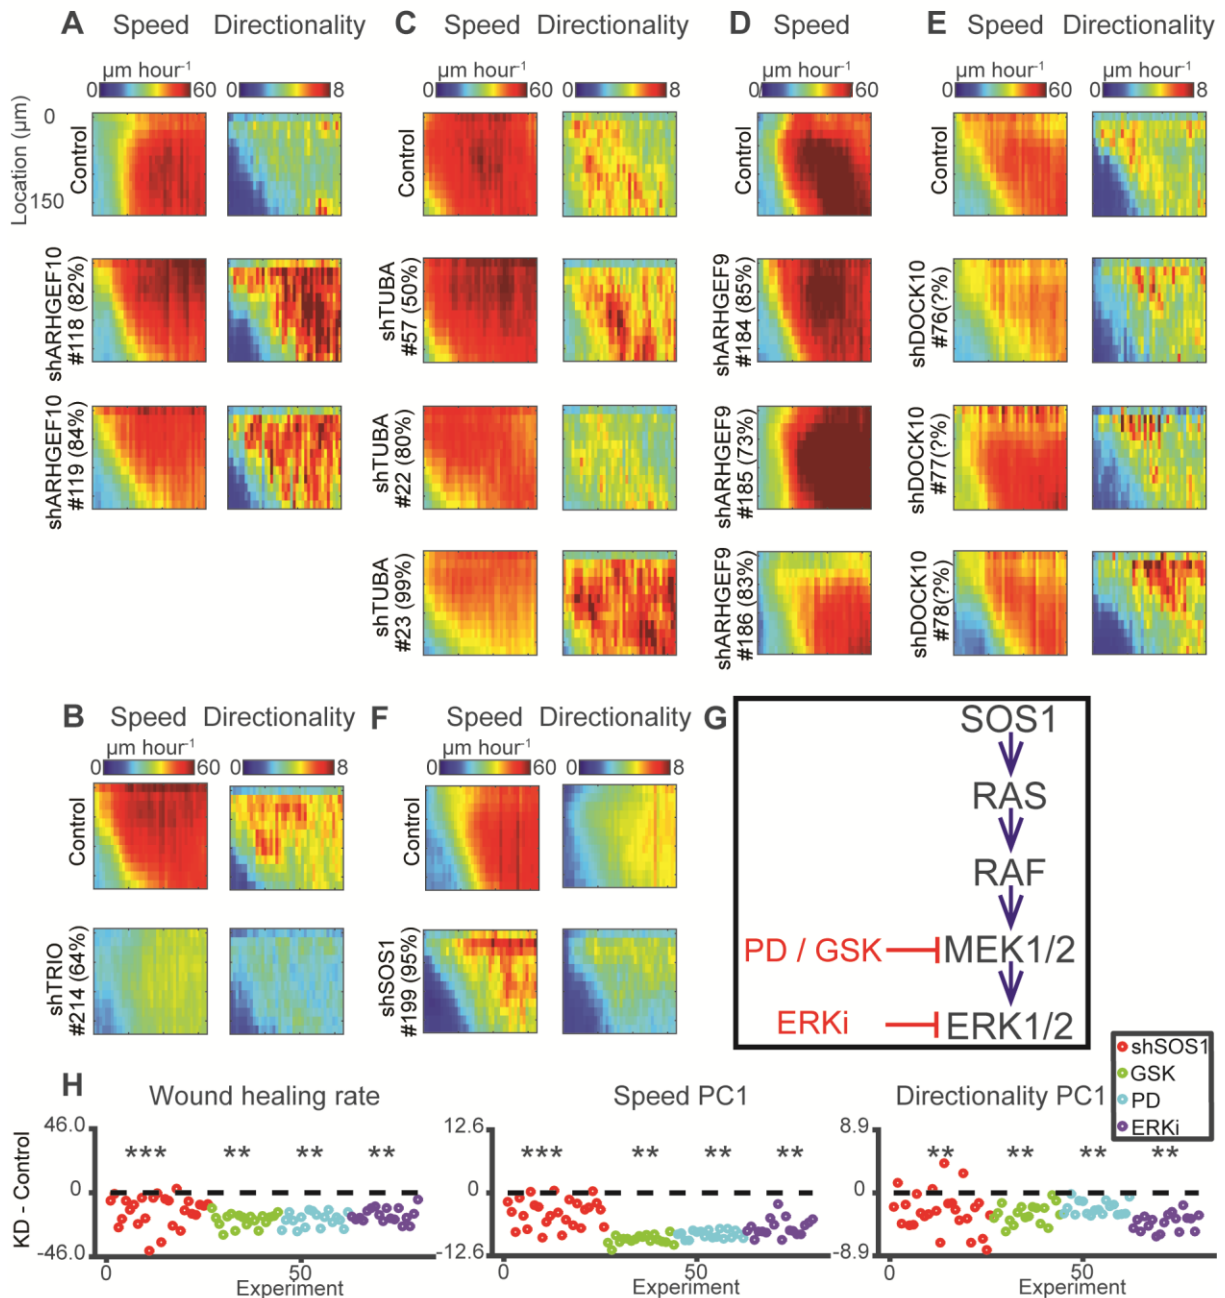 A Speed Directionality C Speed Directionality D Speed E Speed Directionality
µm hour-1 µm hour-1 µm hour-1 µm hour-1
0 60 0 8 0 60 0 8 0 60 0 60 0 8
Location (µm)
0
150
Control Control Control Control
shARHGEF10
#118 (82%)
shTUBA
#57 (50%)
shARHGEF9
#184 (85%)
shDOCK10
#76(?%)
shARHGEF10
#119 (84%)
shTUBA
#22 (80%)
shARHGEF9
#185 (73%)
shDOCK10
#77(?%)
shTUBA
#23 (99%)
shARHGEF9
#186 (83%)
shDOCK10
#78(?%)
B Speed Directionality F Speed Directionality G
µm hour-1 µm hour-1
0 60 0 8 0 60 0 8
Control Control
shTRIO
#214 (64%)
shSOS1
#199 (95%)
SOS1
RAS
RAF
PD / GSK MEK1/2
ERKi ERK1/2
shSOS1
GSK
PD
ERKi
H Wound healing rate Speed PC1 Directionality PC1
KD - Control
46.0 12.6 8.9
*** ** ** ** *** ** ** ** ** ** ** **
0 0 0
-46.0 -12.6 -8.9
0 50 0 50 0 50
Experiment Experiment Experiment